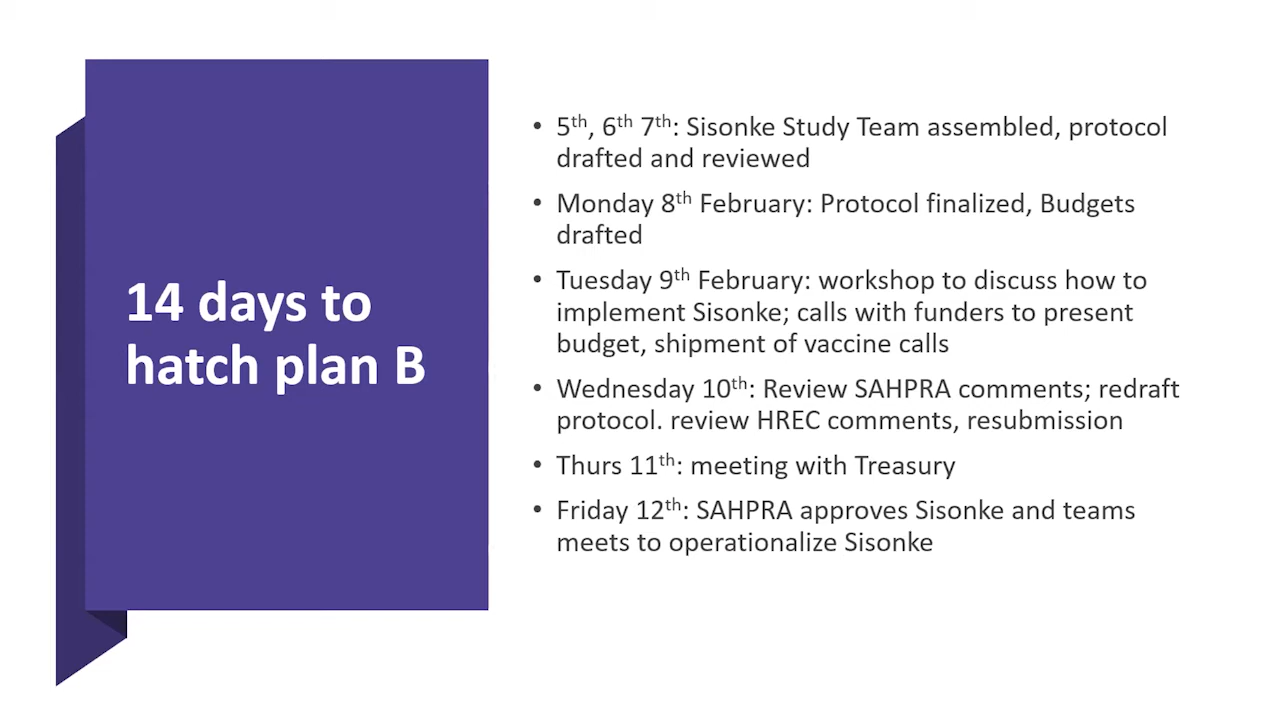 14 days to
hatch plan B
• 5th, 6th 7th: Sisonke Study Team assembled, protocol
drafted and reviewed
• Monday 8th February: Protocol finalized, Budgets
drafted
• Tuesday 9th February: workshop to discuss how to
implement Sisonke; calls with funders to present
budget, shipment of vaccine calls
• Wednesday 10th: Review SAHPRA comments; redraft
protocol. review HREC comments, resubmission
• Thurs 11th: meeting with Treasury
• Friday 12th: SAHPRA approves Sisonke and teams
meets to operationalize Sisonke